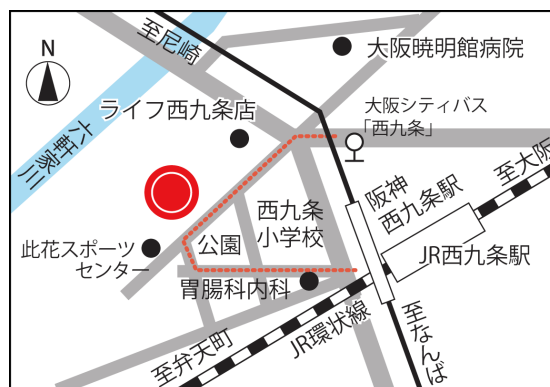 N
至尼崎
大阪暁明館病院
ライフ西九条店
大阪シティバス
「西九条」
六軒家川
至大阪
阪神
西九条駅
西九条
小学校
公園
此花スポーツ
センター
JR西九条駅
胃腸科内科
JR環状線
至弁天町
至なんば